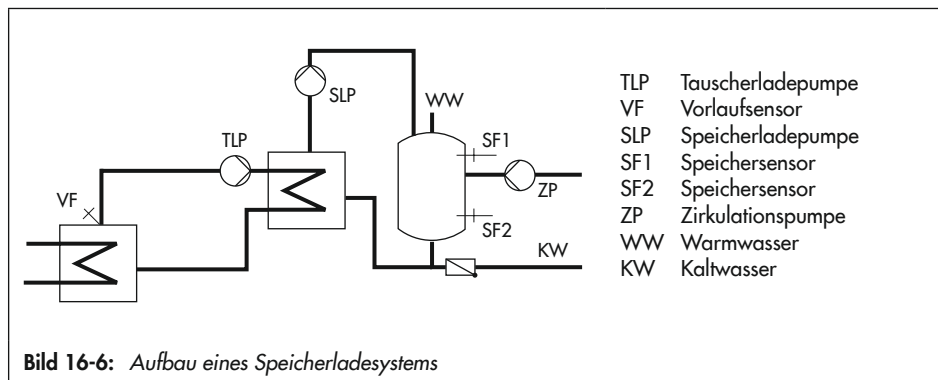 SLP
WW
TLP
SF1
ZP
VF
SF2
KW
TLP Tauscherladepumpe
VF Vorlaufsensor
SLP Speicherladepumpe
SF1 Speichersensor
SF2 Speichersensor
ZP Zirkulationspumpe
WW Warmwasser
KW Kaltwasser
Bild 16-6: Aufbau eines Speicherladesystems